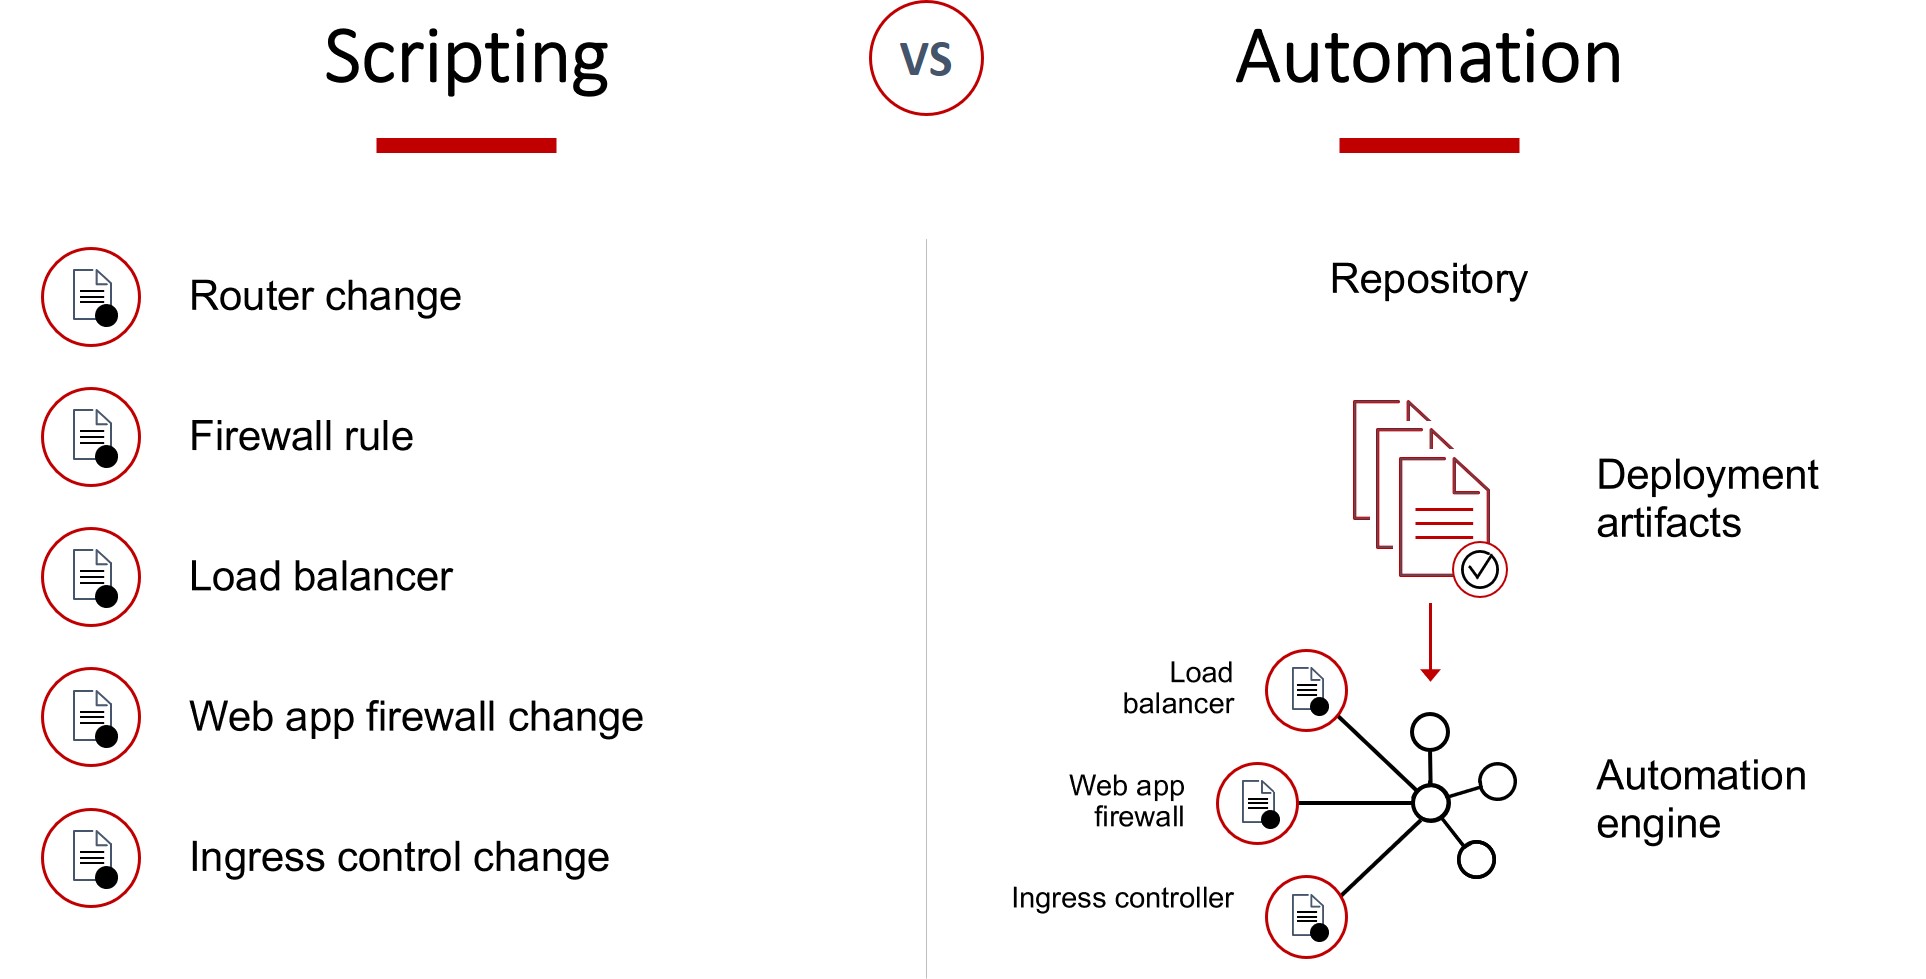 Scripting
VS
Automation
Router change
Firewall rule
Load balancer
Web app firewall change
Ingress control change
Repository
Deployment
artifacts
Load
balancer
Web app
firewall
Ingress controller
Automation
engine